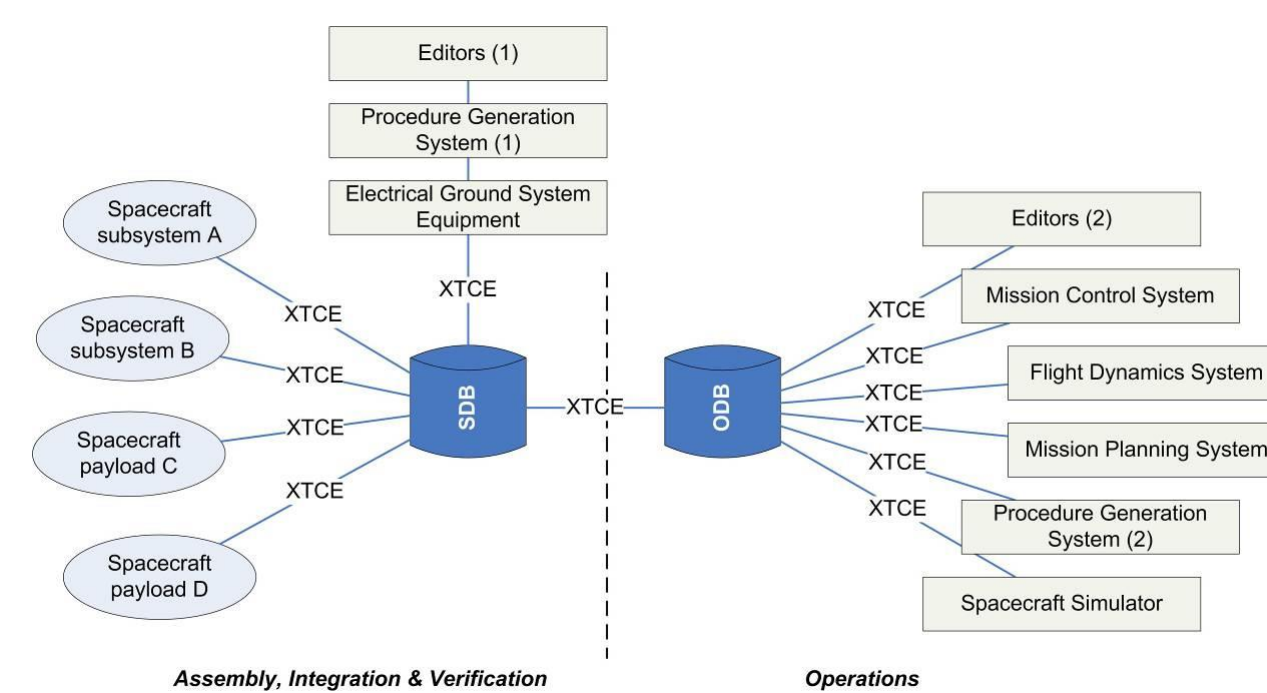 Editors (1)
Procedure Generation
System (1)
Electrical Ground System
Equipment
Spacecraft
subsystem A
Spacecraft
subsystem B
Spacecraft
payload C
Spacecraft
payload D
XTCE
XTCE
XTCE
XTCE
XTCE
SDB
XTCE
ODB
XTCE
XTCE
XTCE
XTCE
XTCE
XTCE
Editors (2)
Mission Control System
Flight Dynamics System
Mission Planning System
Procedure Generation
System (2)
Spacecraft Simulator
Assembly, Integration & Verification
Operations